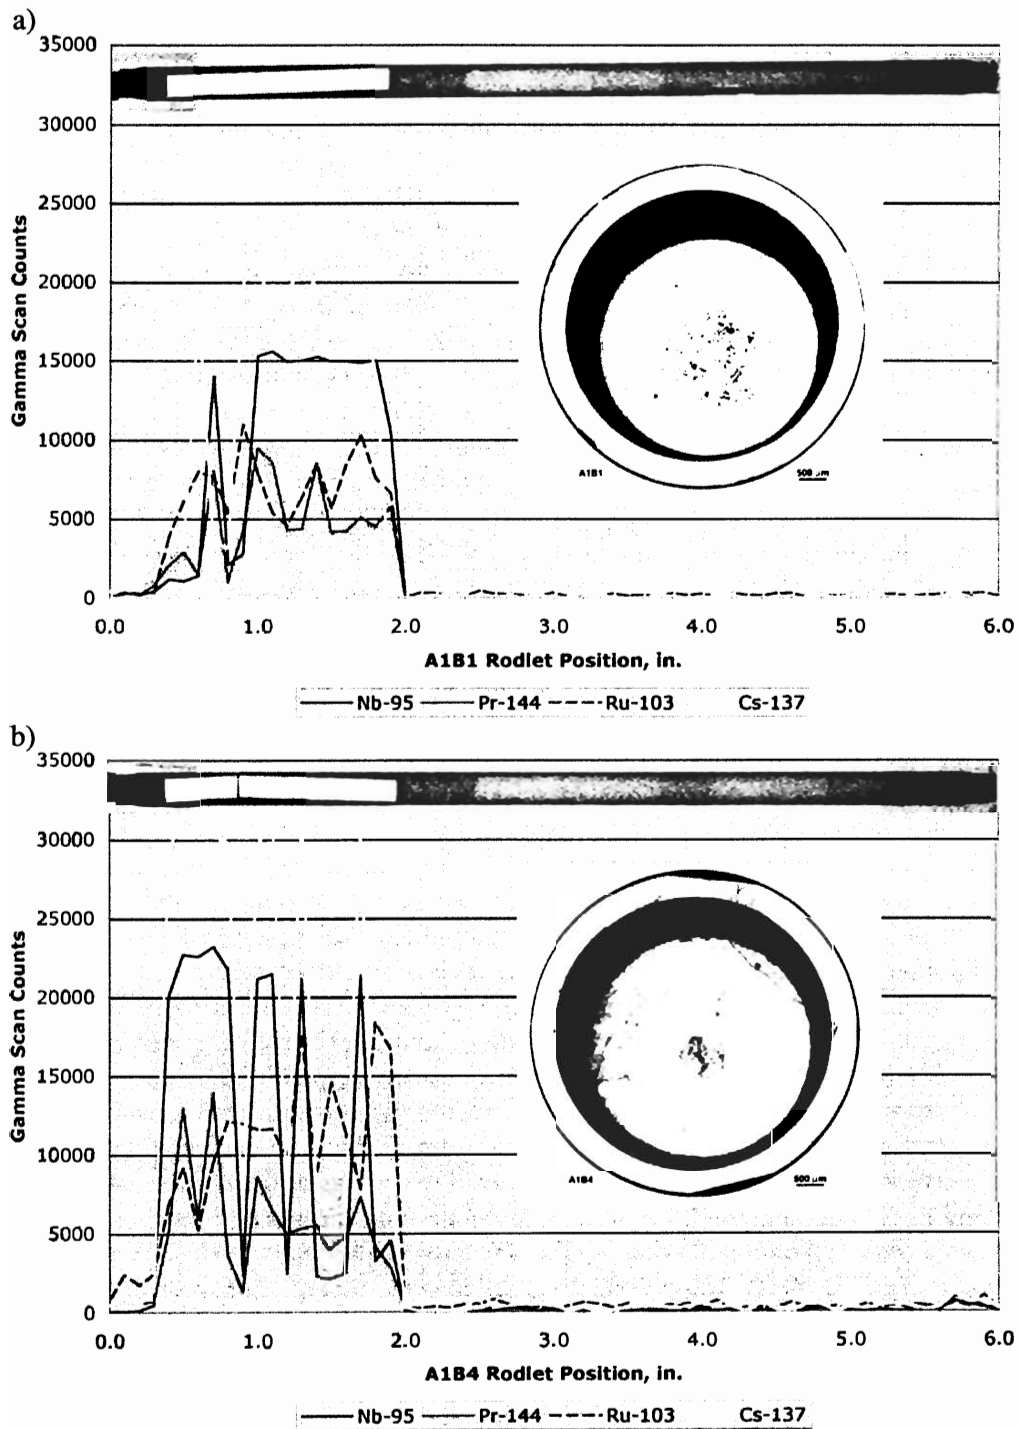 a)
35000
30000
25000
20000
15000
10000
5000
0
Gamma Scan Counts
A1B1
500 µm
0.0 1.0 2.0 3.0 4.0 5.0 6.0
A1B1 Rodlet Position, in.
Nb-95 Pr-144 Ru-103 Cs-137
b)
35000
30000
25000
20000
15000
10000
5000
0
Gamma Scan Counts
A1B4
500 µm
0.0 1.0 2.0 3.0 4.0 5.0 6.0
A1B4 Rodlet Position, in.
Nb-95 Pr-144 Ru-103 Cs-137